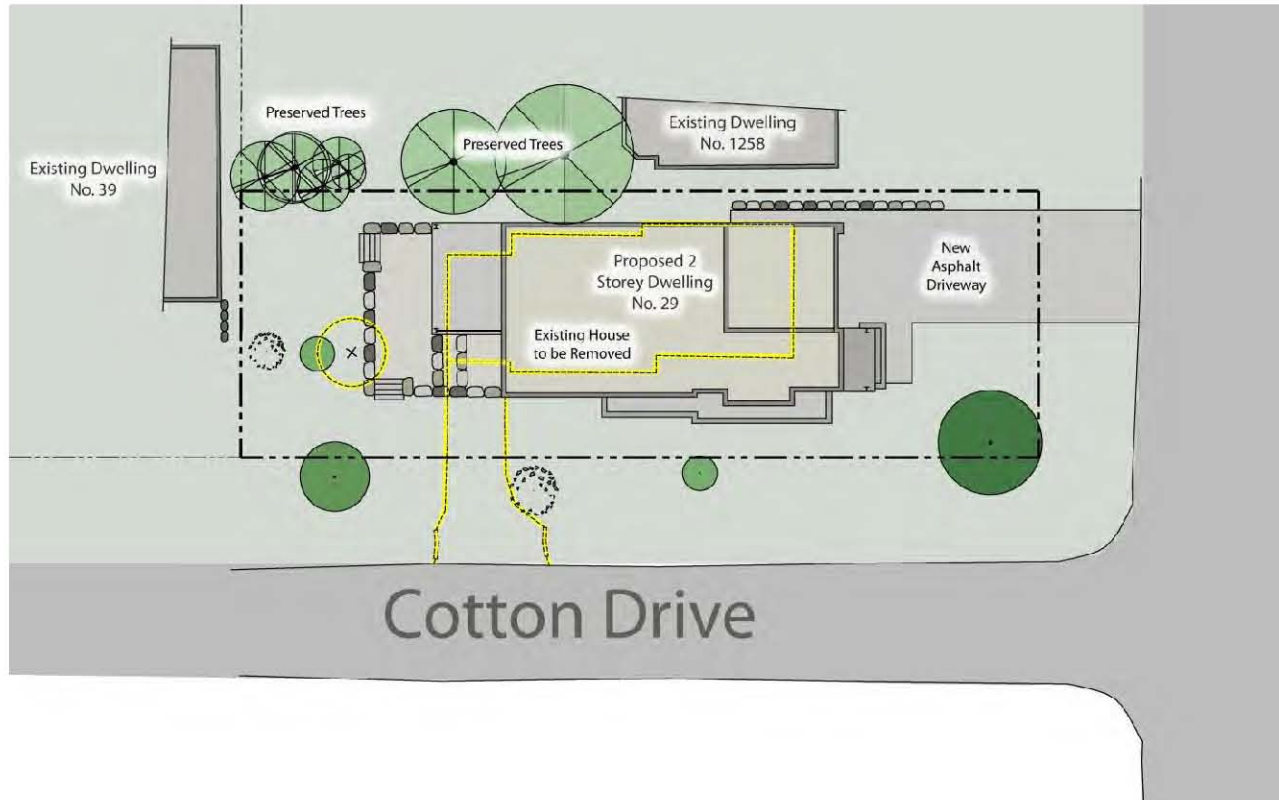 Preserved Trees
Existing Dwelling
No. 39
Preserved Trees
Existing Dwelling
No. 1258
Proposed 2
Storey Dwelling
No. 29
Existing House
to be Removed
New
Asphalt
Driveway
Cotton Drive